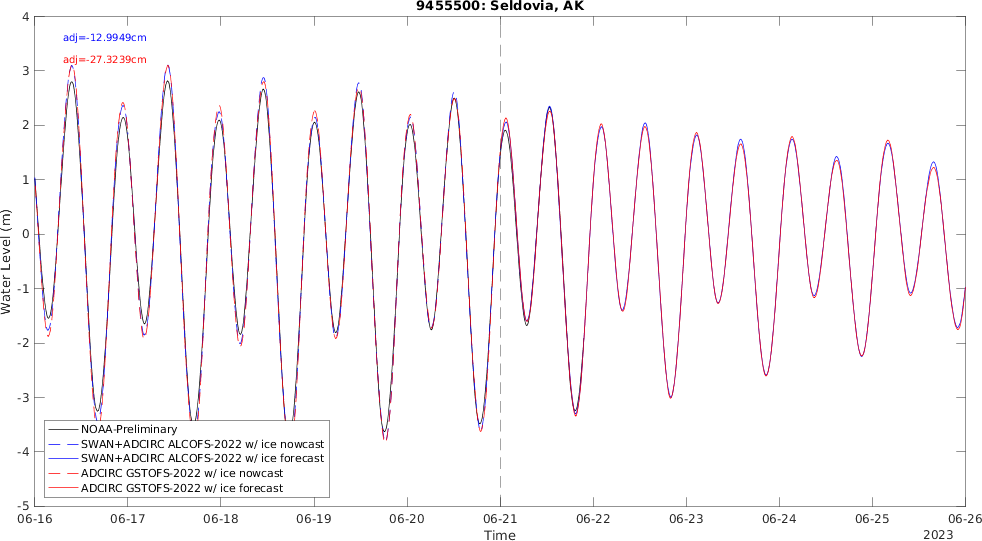 9455500: Seldovia, AK
adj=-12.9949cm
adj=-27.3239cm
4
3
2
1
0
-1
-2
-3
-4
-5
Water Level (m)
NOAA-Preliminary
SWAN+ADCIRC ALCOFS-2022 w/ ice nowcast
SWAN+ADCIRC ALCOFS-2022 w/ ice forecast
ADCIRC GSTOFS-2022 w/ ice nowcast
ADCIRC GSTOFS-2022 w/ ice forecast
06-16 06-17 06-18 06-19 06-20 06-21 06-22 06-23 06-24 06-25 06-26
Time
2023